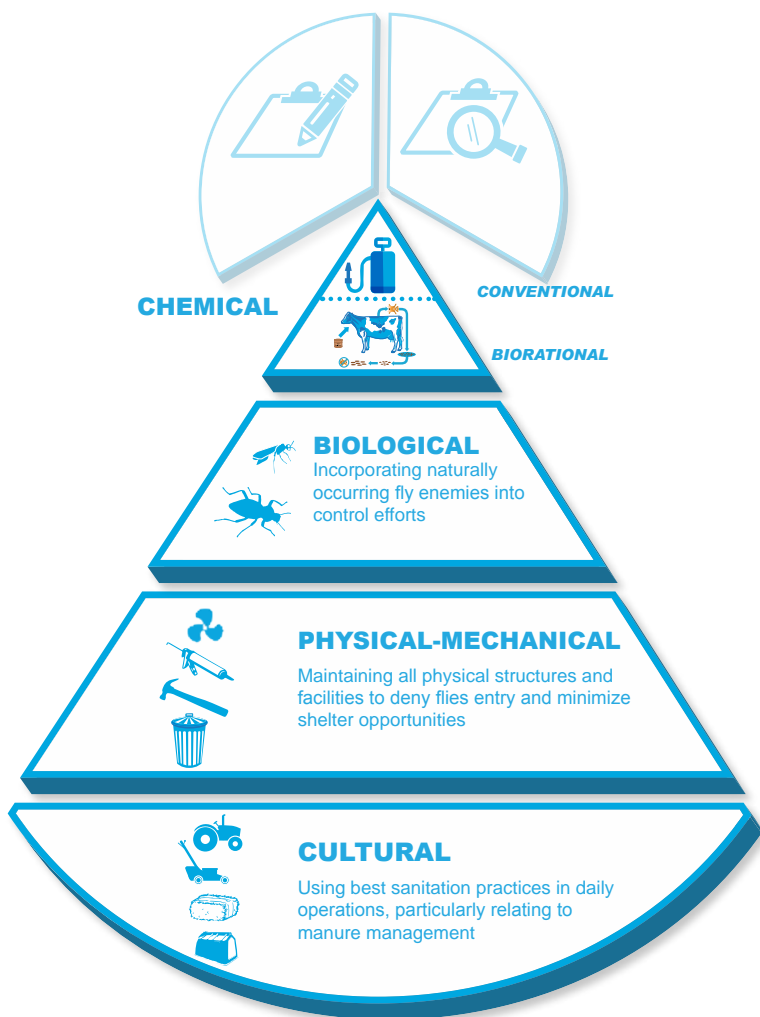 CHEMICAL
CONVENTIONAL
BIORATIONAL
BIOLOGICAL
Incorporating naturally
occurring fly enemies into
control efforts
PHYSICAL-MECHANICAL
Maintaining all physical structures and
facilities to deny flies entry and minimize
shelter opportunities
CULTURAL
Using best sanitation practices in daily
operations, particularly relating to
manure management